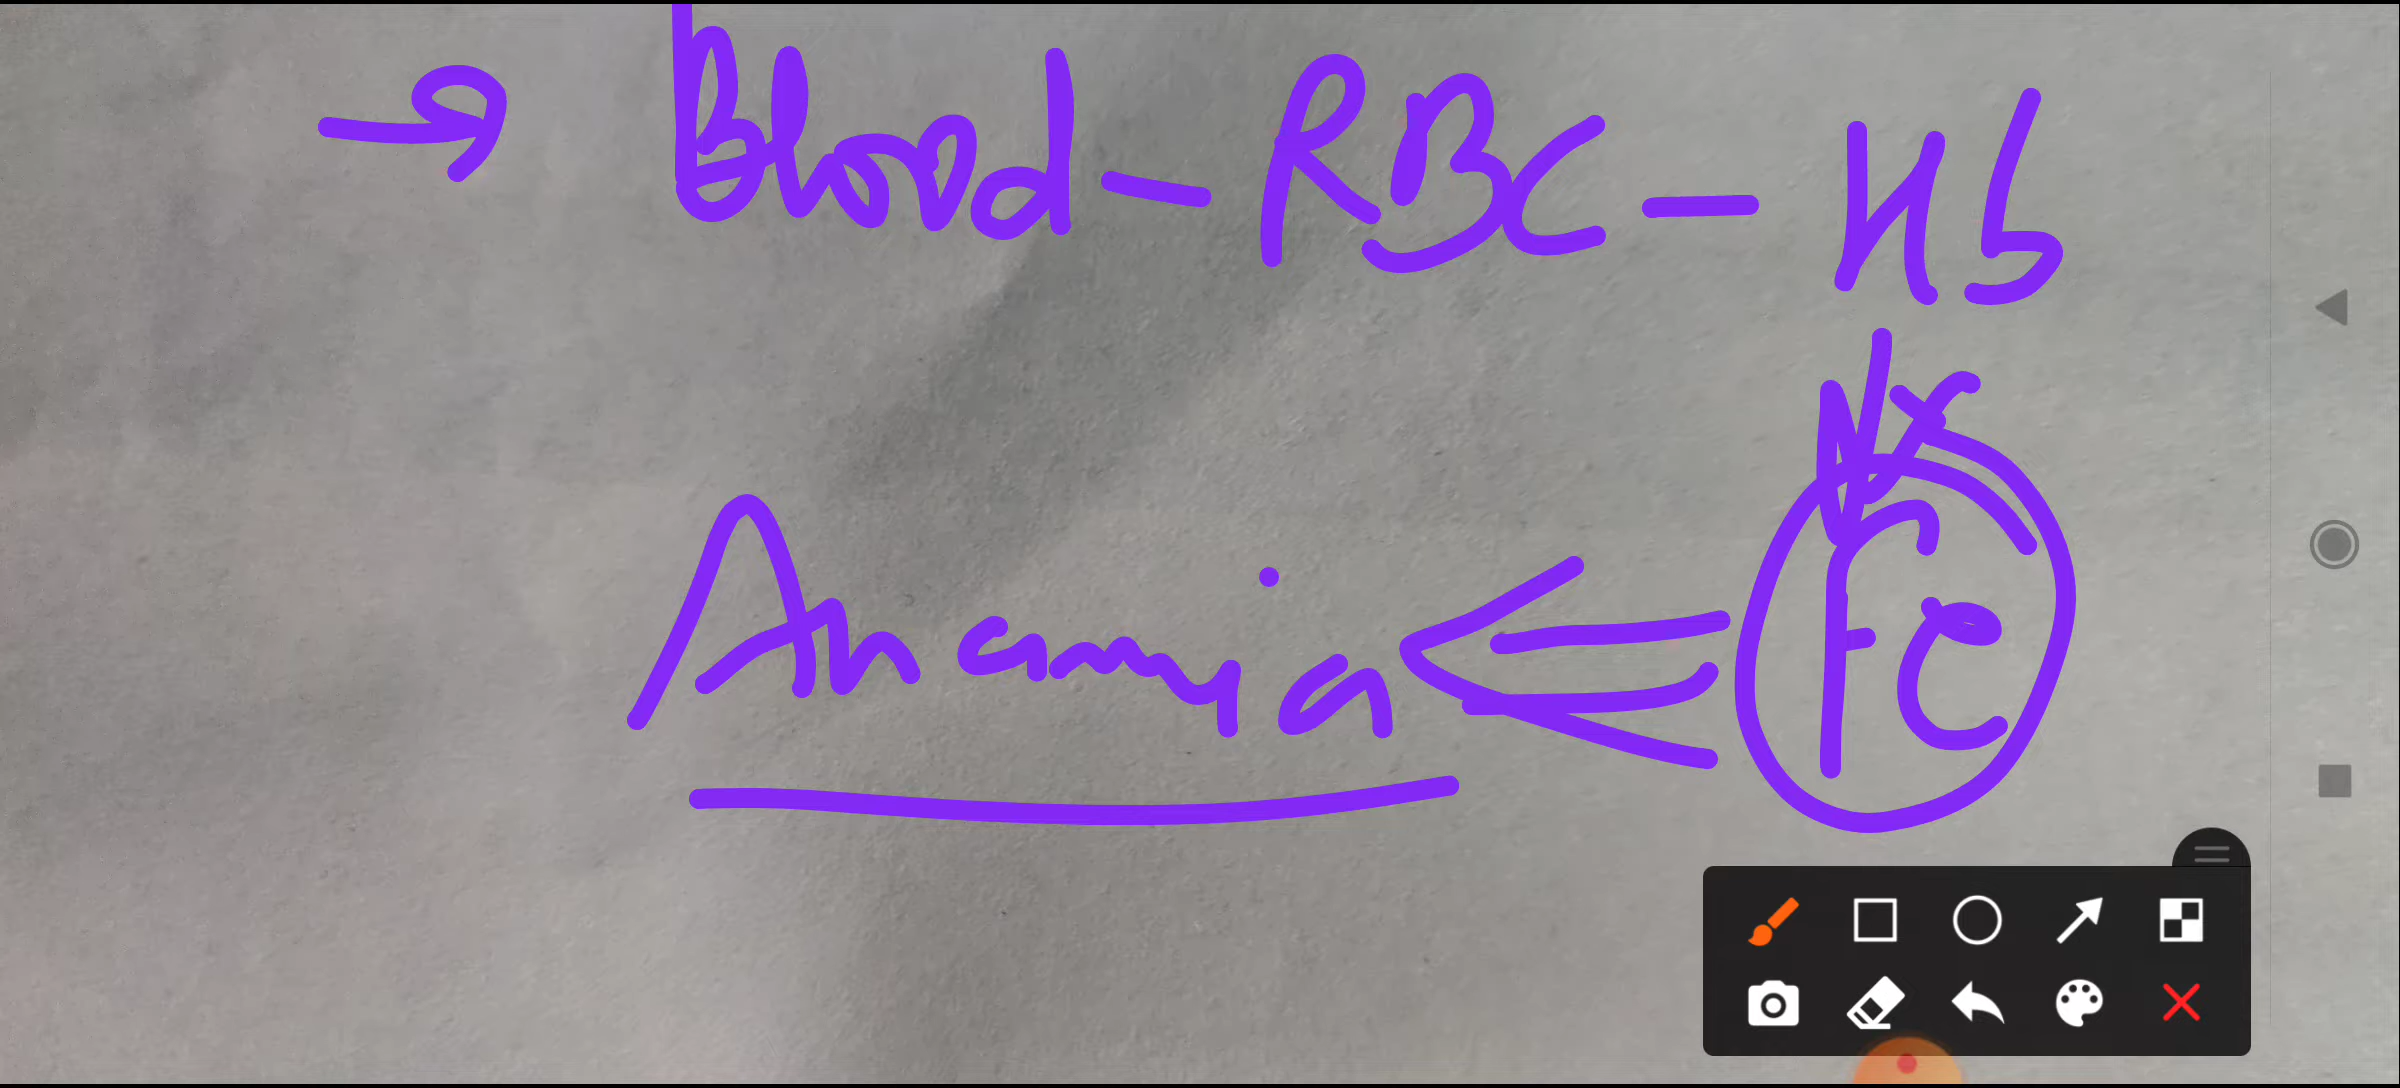 → Blood - RBC - Hb
Anamia ⇐ Fe